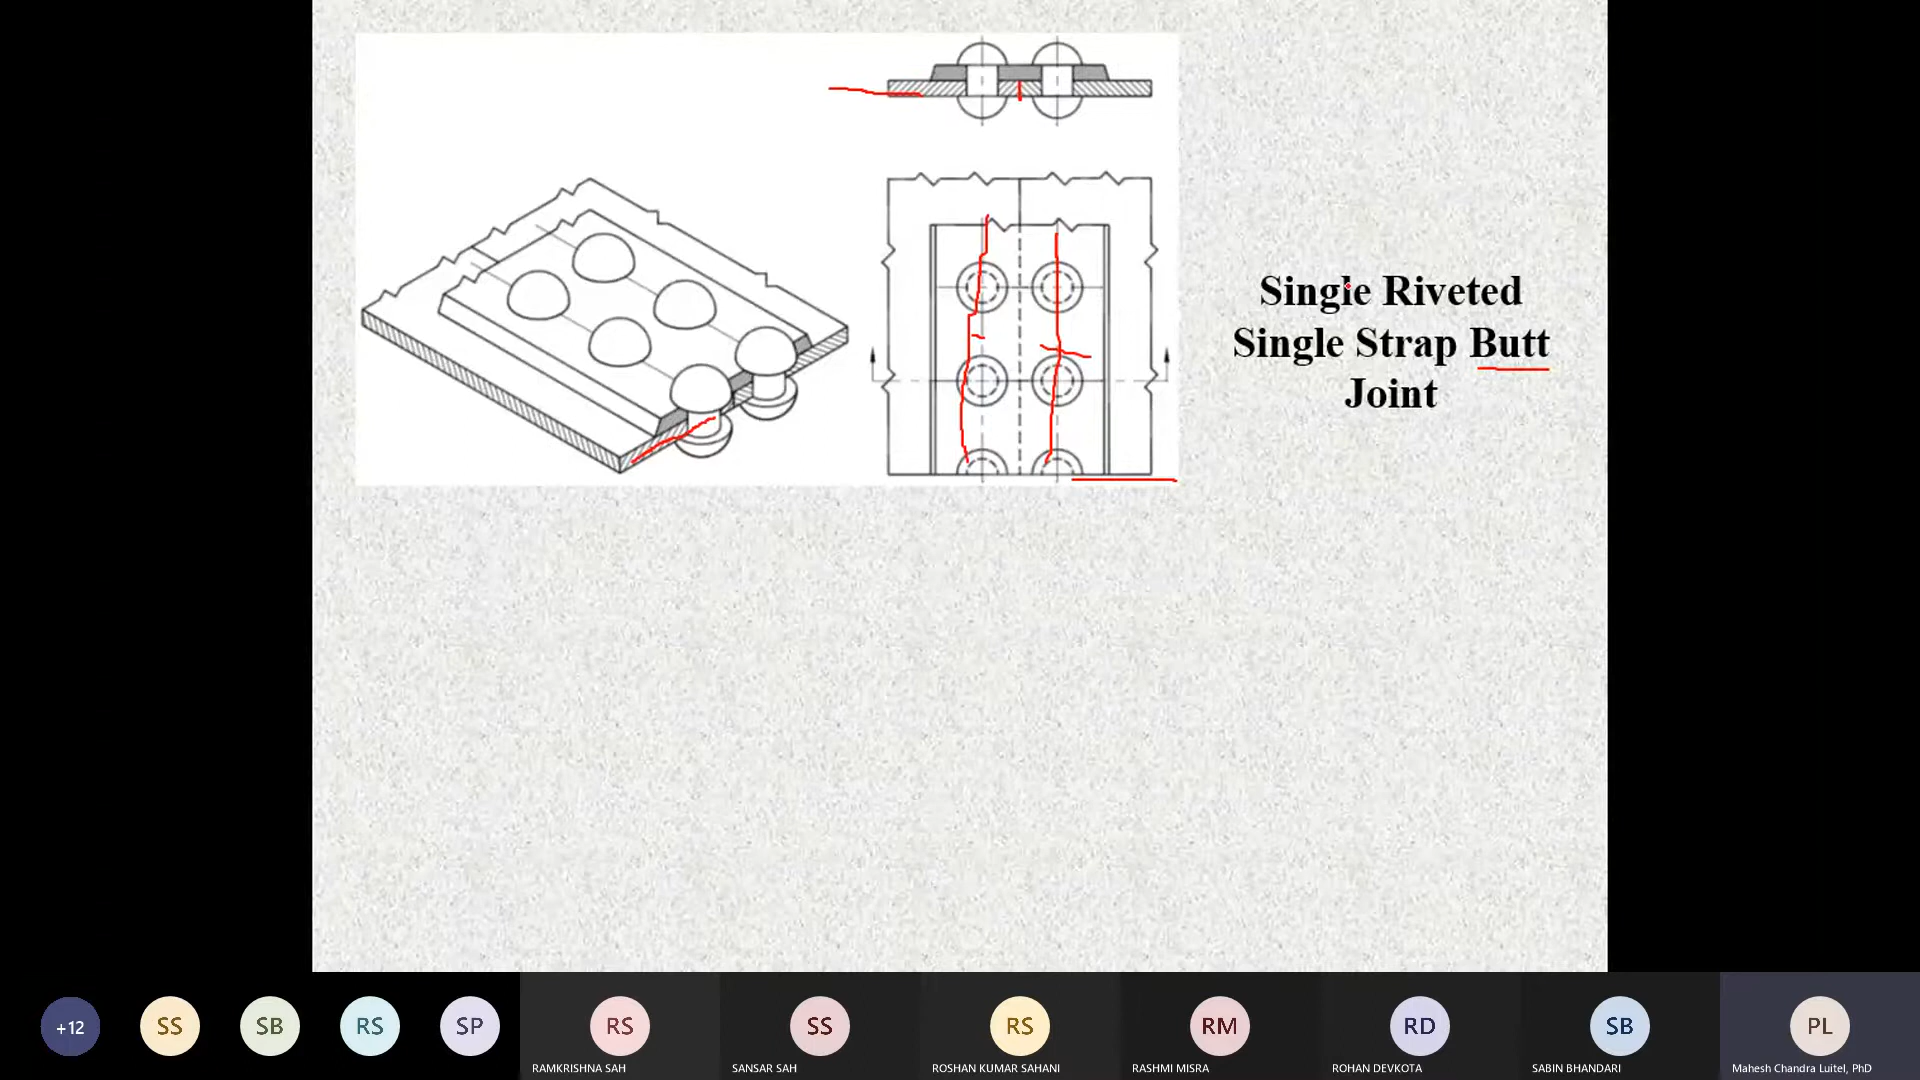 Single Riveted
Single Strap Butt
Joint
+12
SS
SB
RS
SP
RS
SS
RS
RM
RD
SB
PL
RAMKRISHNA SAH
SANSAR SAH
ROSHAN KUMAR SAHANI
RASHMI MISRA
ROHAN DEVKOTA
SABIN BHANDARI
Mahesh Chandra Luitel, PhD